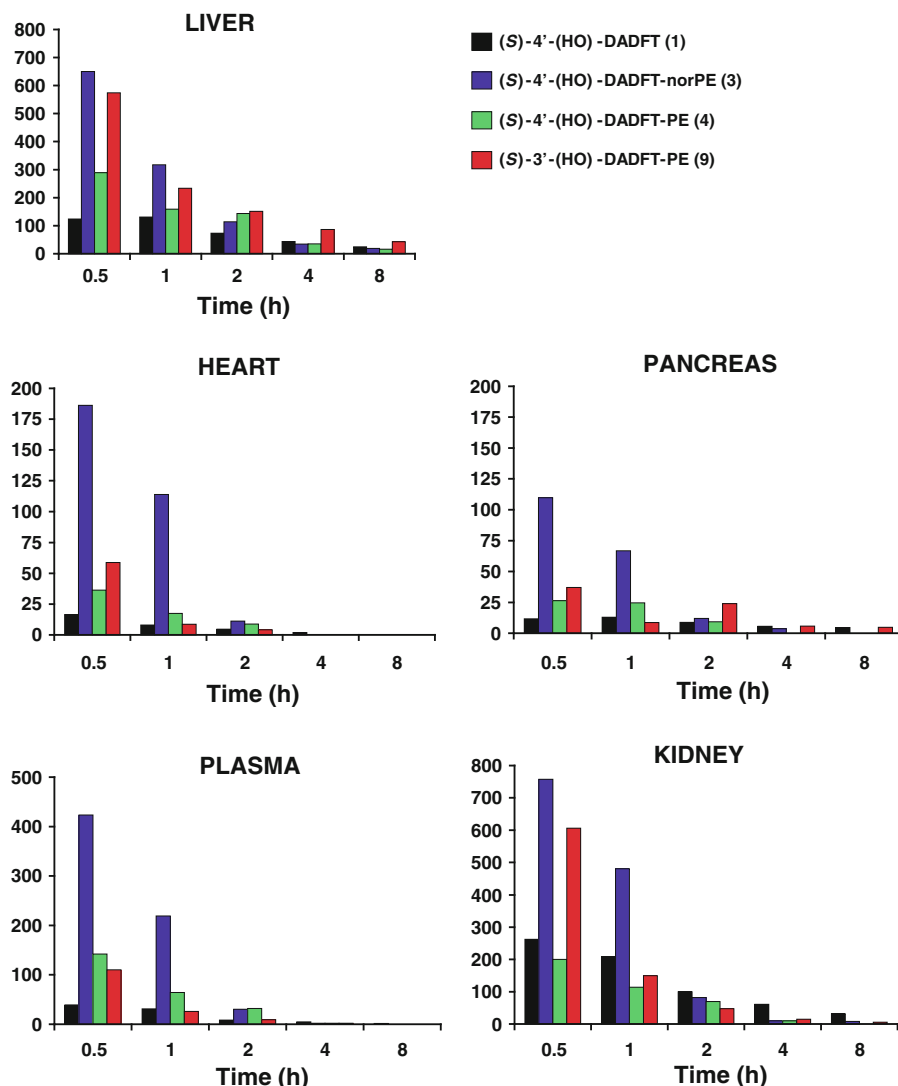 LIVER
800
700
600
500
400
300
200
100
0
0.5 1 2 4 8
Time (h)
(S)-4'-(HO)-DADFT (1)
(S)-4'-(HO)-DADFT-norPE (3)
(S)-4'-(HO)-DADFT-PE (4)
(S)-3'-(HO)-DADFT-PE (9)
HEART
200
175
150
125
100
75
50
25
0
0.5 1 2 4 8
Time (h)
PANCREAS
200
175
150
125
100
75
50
25
0
0.5 1 2 4 8
Time (h)
PLASMA
500
400
300
200
100
0
0.5 1 2 4 8
Time (h)
KIDNEY
800
700
600
500
400
300
200
100
0
0.5 1 2 4 8
Time (h)